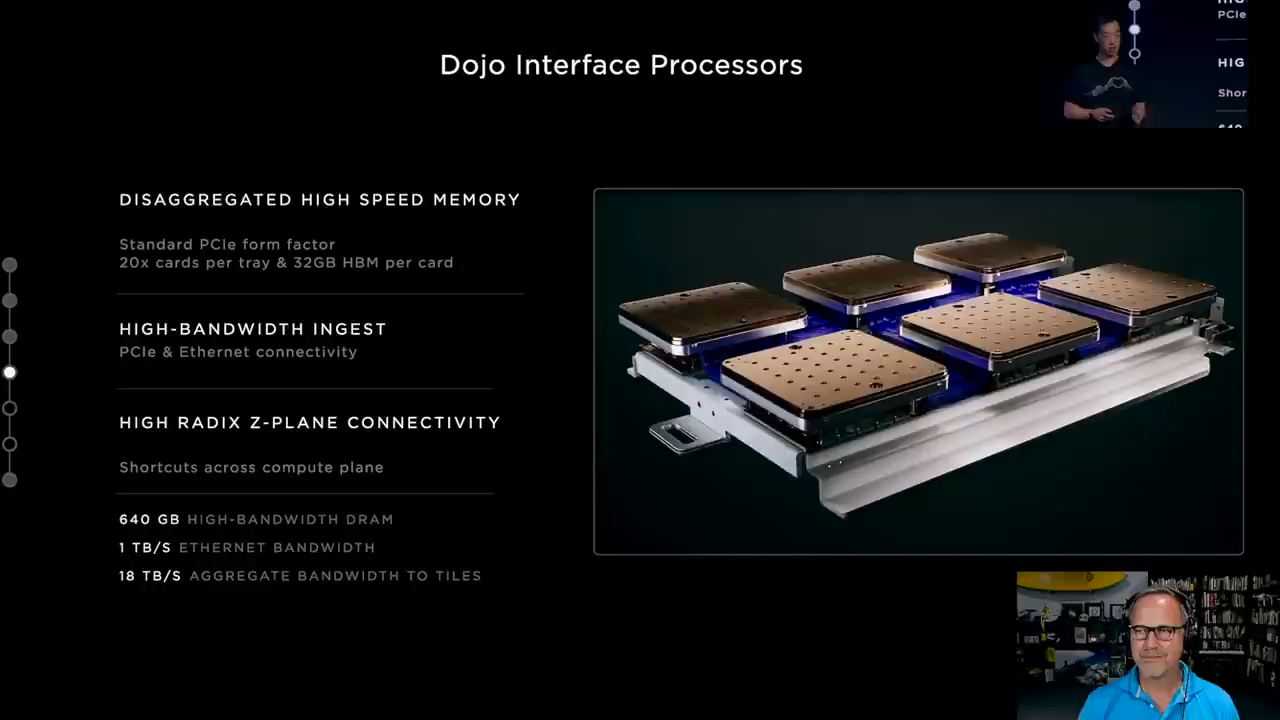 Dojo Interface Processors
PCIe
HIG
Shor
DISAGGREGATED HIGH SPEED MEMORY
Standard PCIe form factor
20x cards per tray & 32GB HBM per card
HIGH-BANDWIDTH INGEST
PCIe & Ethernet connectivity
HIGH RADIX Z-PLANE CONNECTIVITY
Shortcuts across compute plane
640 GB HIGH-BANDWIDTH DRAM
1 TB/S ETHERNET BANDWIDTH
18 TB/S AGGREGATE BANDWIDTH TO TILES